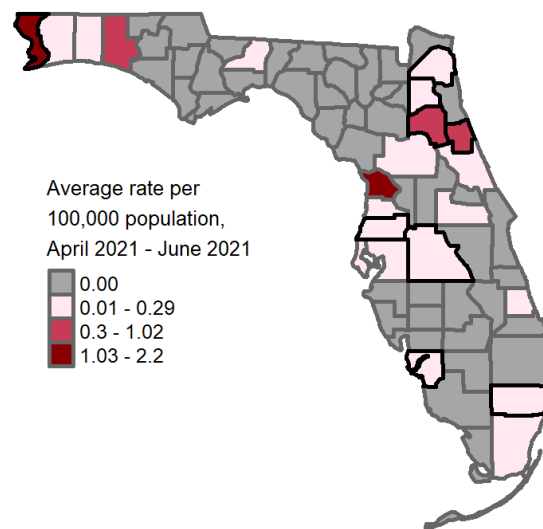 Average rate per
100,000 population,
April 2021 - June 2021
0.00
0.01 - 0.29
0.3 - 1.02
1.03 - 2.2